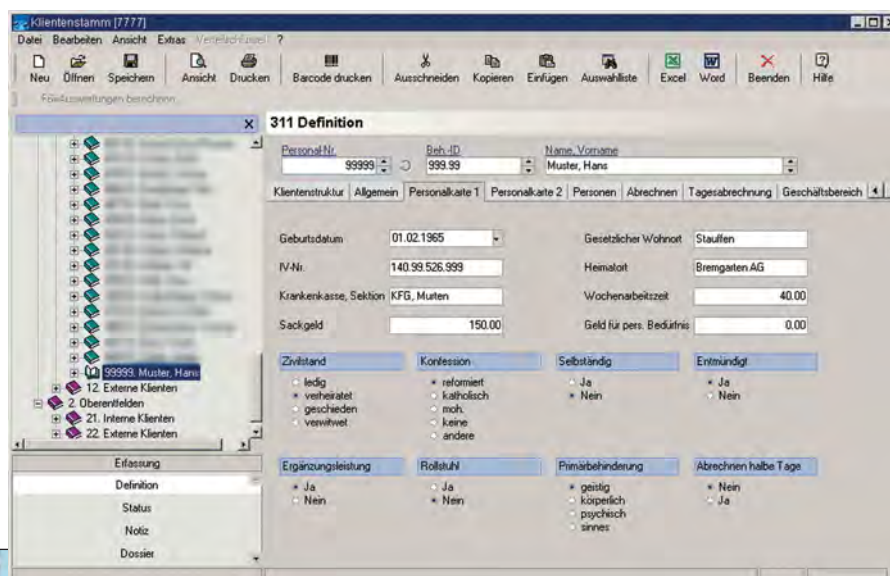 Klientenstamm [7777]
Datei Bearbeiten Ansicht Extras Verteilschlüssel ?
Neu Öffnen Speichern Ansicht Drucken Barcode drucken Ausschneiden Kopieren Einfügen Auswahlliste Excel Word Beenden Hilfe
Für Auswertungen berechnen
311 Definition
Personal-Nr. Beh.-ID Name, Vorname
99999 999.99 Muster, Hans
Klientenstruktur Allgemein Personalkarte 1 Personalkarte 2 Personen Abrechnen Tagesabrechnung Geschäftsbereich
Geburtsdatum 01.02.1965 Gesetzlicher Wohnort Stauffen
IV-Nr. 140.99.526.999 Heimatort Bremgarten AG
Krankenkasse, Sektion KFG, Murten Wochenarbeitszeit 40.00
Sackgeld 150.00 Geld für pers. Bedürfnis 0.00
Zivilstand Konfession Selbständig Entmündigt
ledig reformiert Ja Ja
verheiratet katholisch Nein Nein
geschieden moh.
verwitwet keine
andere
Ergänzungsleistung Rollstuhl Primärbehinderung Abrechnen halbe Tage
Ja Ja geistig Nein
Nein Nein körperlich Ja
psychisch
sinnes
99999. Muster, Hans
12. Externe Klienten
2. Oberentfelden
21. Interne Klienten
22. Externe Klienten
Erfassung
Definition
Status
Notiz
Dossier